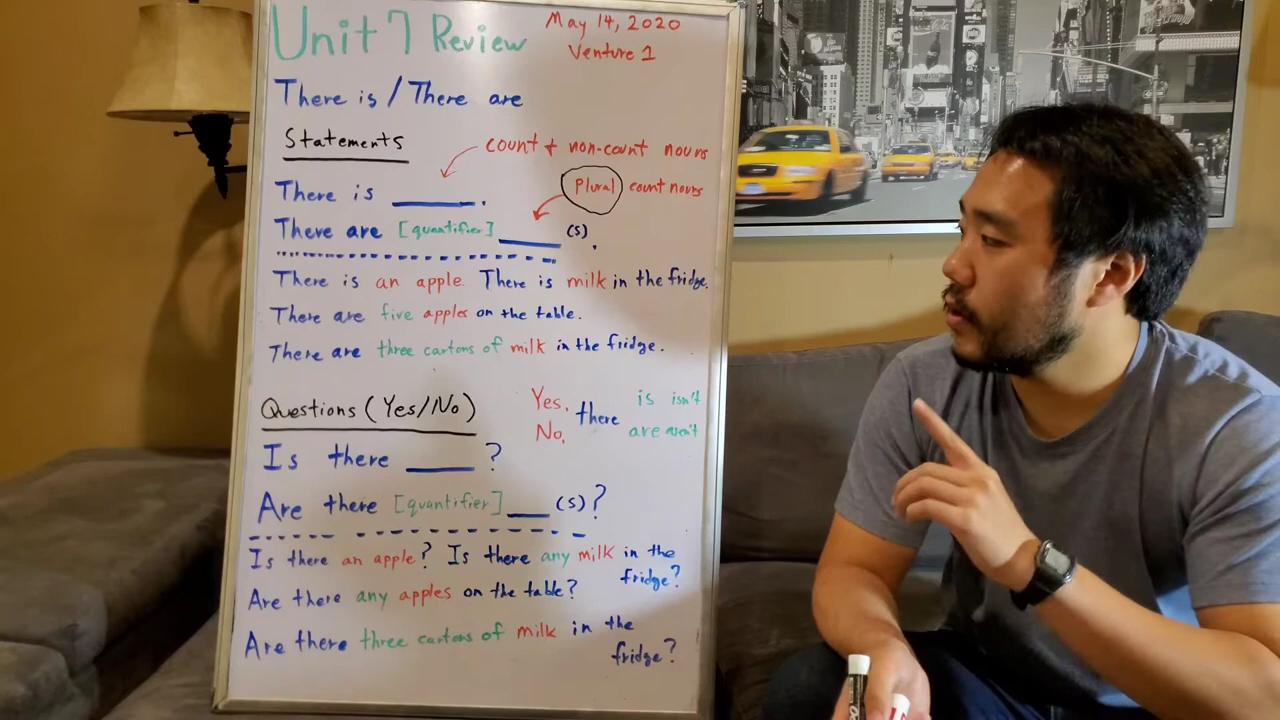 Unit 7 Review
May 14, 2020
Venture 1
There is / There are
Statements
count + non-count nouns
There is ______.
plural count nouns
There are [quantifier] ______(s).
There is an apple. There is milk in the fridge.
There are five apples on the table.
There are three cartons of milk in the fridge.
Questions (Yes/No)
Yes, there is isn't
No, are aren't
Is there ______?
Are there [quantifier] ____(s)?
Is there an apple? Is there any milk in the
fridge?
Are there any apples on the table?
Are there three cartons of milk in the
fridge?